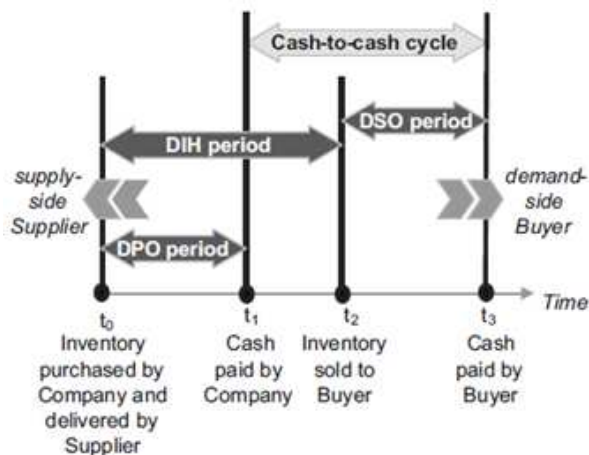 Cash-to-cash cycle
DSO period
DIH period
supply-
side
Supplier
demand-
side
Buyer
DPO period
Time
t0
Inventory
purchased by
Company and
delivered by
Supplier
t1
Cash
paid by
Company
t2
Inventory
sold to
Buyer
t3
Cash
paid by
Buyer